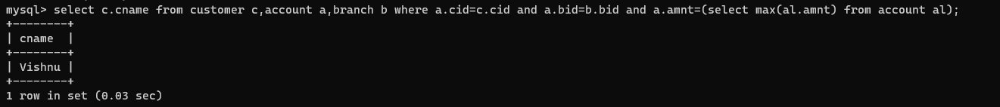 mysql> select c.cname from customer c,account a,branch b where a.cid=c.cid and a.bid=b.bid and a.amnt=(select max(al.amnt) from account al);
+--------+
| cname  |
+--------+
| Vishnu |
+--------+
1 row in set (0.03 sec)